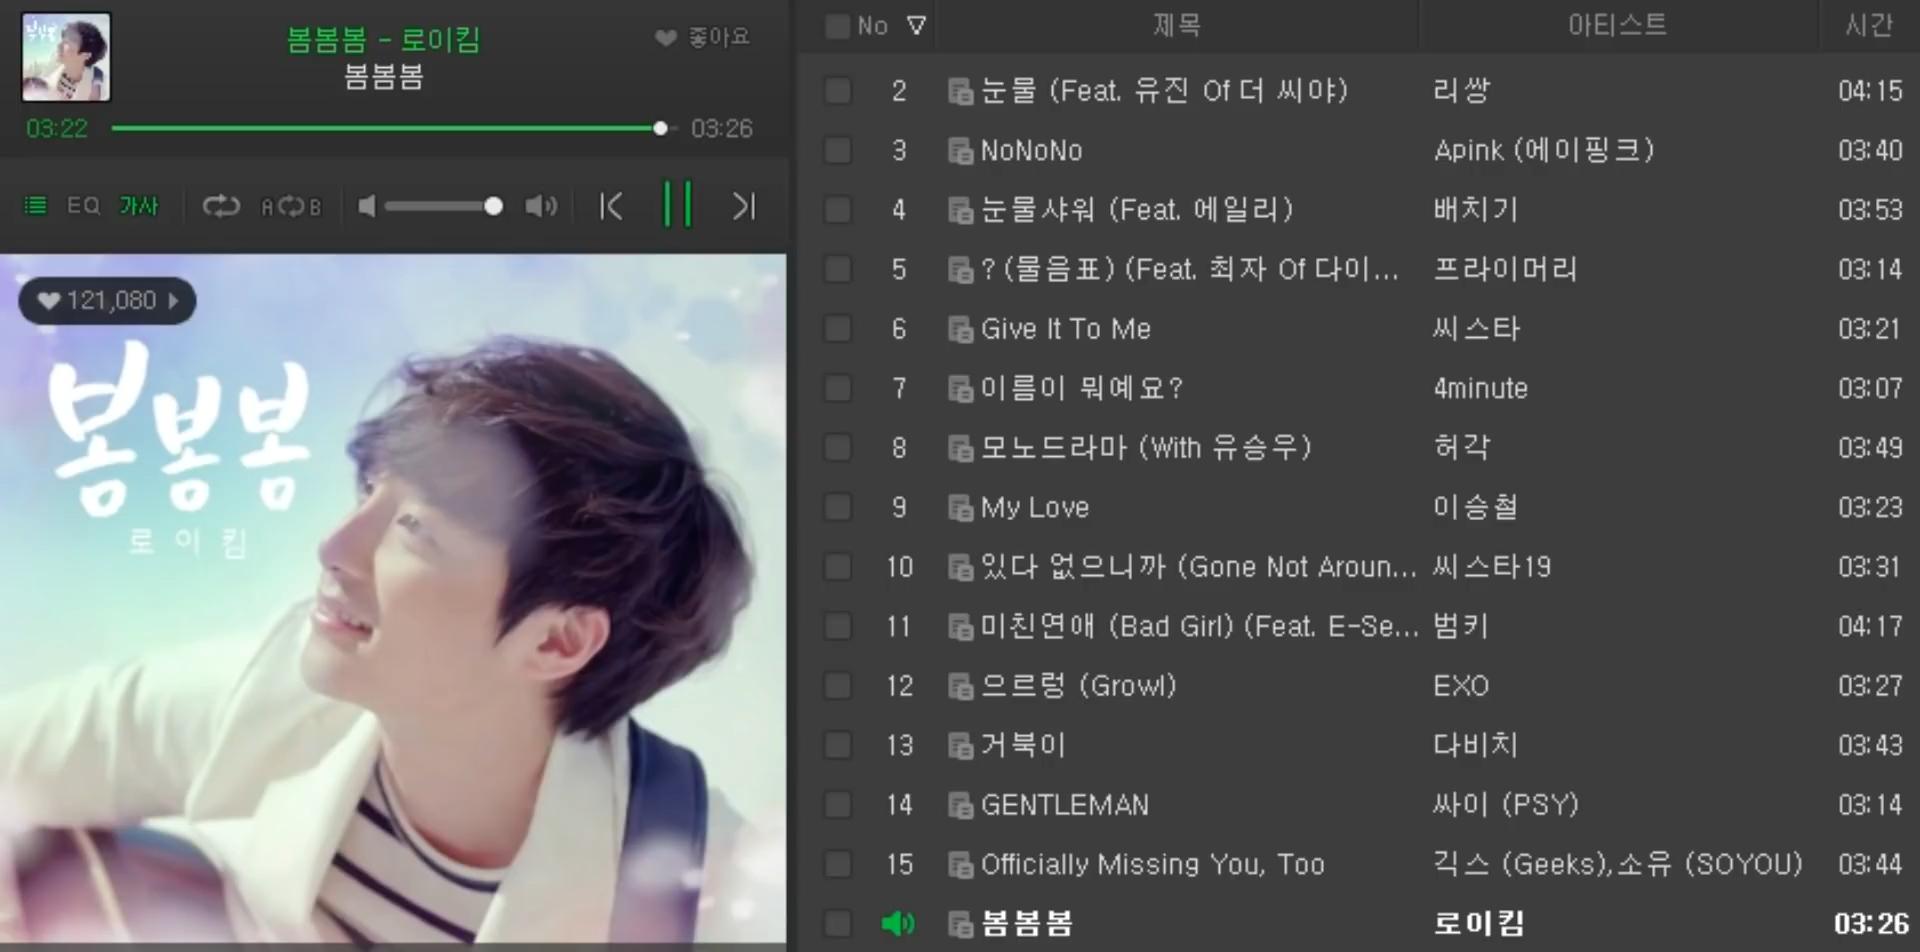 봄봄봄 - 로이킴
좋아요
봄봄봄
03:22
03:26
EQ 가사 A B
121,080
봄봄봄
로이킴
No 제목 아티스트 시간
2 눈물 (Feat. 유진 Of 더 씨야) 리쌍 04:15
3 NoNoNo Apink (에이핑크) 03:40
4 눈물샤워 (Feat. 에일리) 배치기 03:53
5 ? (물음표) (Feat. 최자 Of 다이... 프라이머리 03:14
6 Give It To Me 씨스타 03:21
7 이름이 뭐예요? 4minute 03:07
8 모노드라마 (With 유승우) 허각 03:49
9 My Love 이승철 03:23
10 있다 없으니까 (Gone Not Aroun... 씨스타19 03:31
11 미친연애 (Bad Girl) (Feat. E-Se... 범키 04:17
12 으르렁 (Growl) EXO 03:27
13 거북이 다비치 03:43
14 GENTLEMAN 싸이 (PSY) 03:14
15 Officially Missing You, Too 긱스 (Geeks),소유 (SOYOU) 03:44
봄봄봄 로이킴 03:26